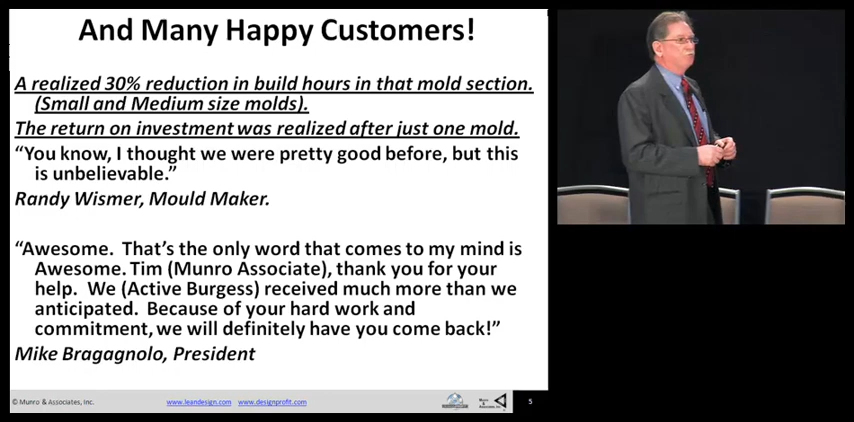 And Many Happy Customers!
A realized 30% reduction in build hours in that mold section.
(Small and Medium size molds).
The return on investment was realized after just one mold.
“You know, I thought we were pretty good before, but this
is unbelievable.”
Randy Wismer, Mould Maker.
“Awesome.  That’s the only word that comes to my mind is
Awesome. Tim (Munro Associate), thank you for your
help.  We (Active Burgess) received much more than we
anticipated.  Because of your hard work and
commitment, we will definitely have you come back!”
Mike Bragagnolo, President
© Munro & Associates, Inc. www.leandesign.com www.designprofit.com Munro & Associates, Inc. 5